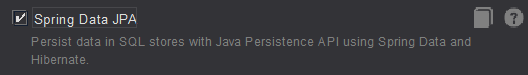 Spring Data JPA
Persist data in SQL stores with Java Persistence API using Spring Data and
Hibernate.